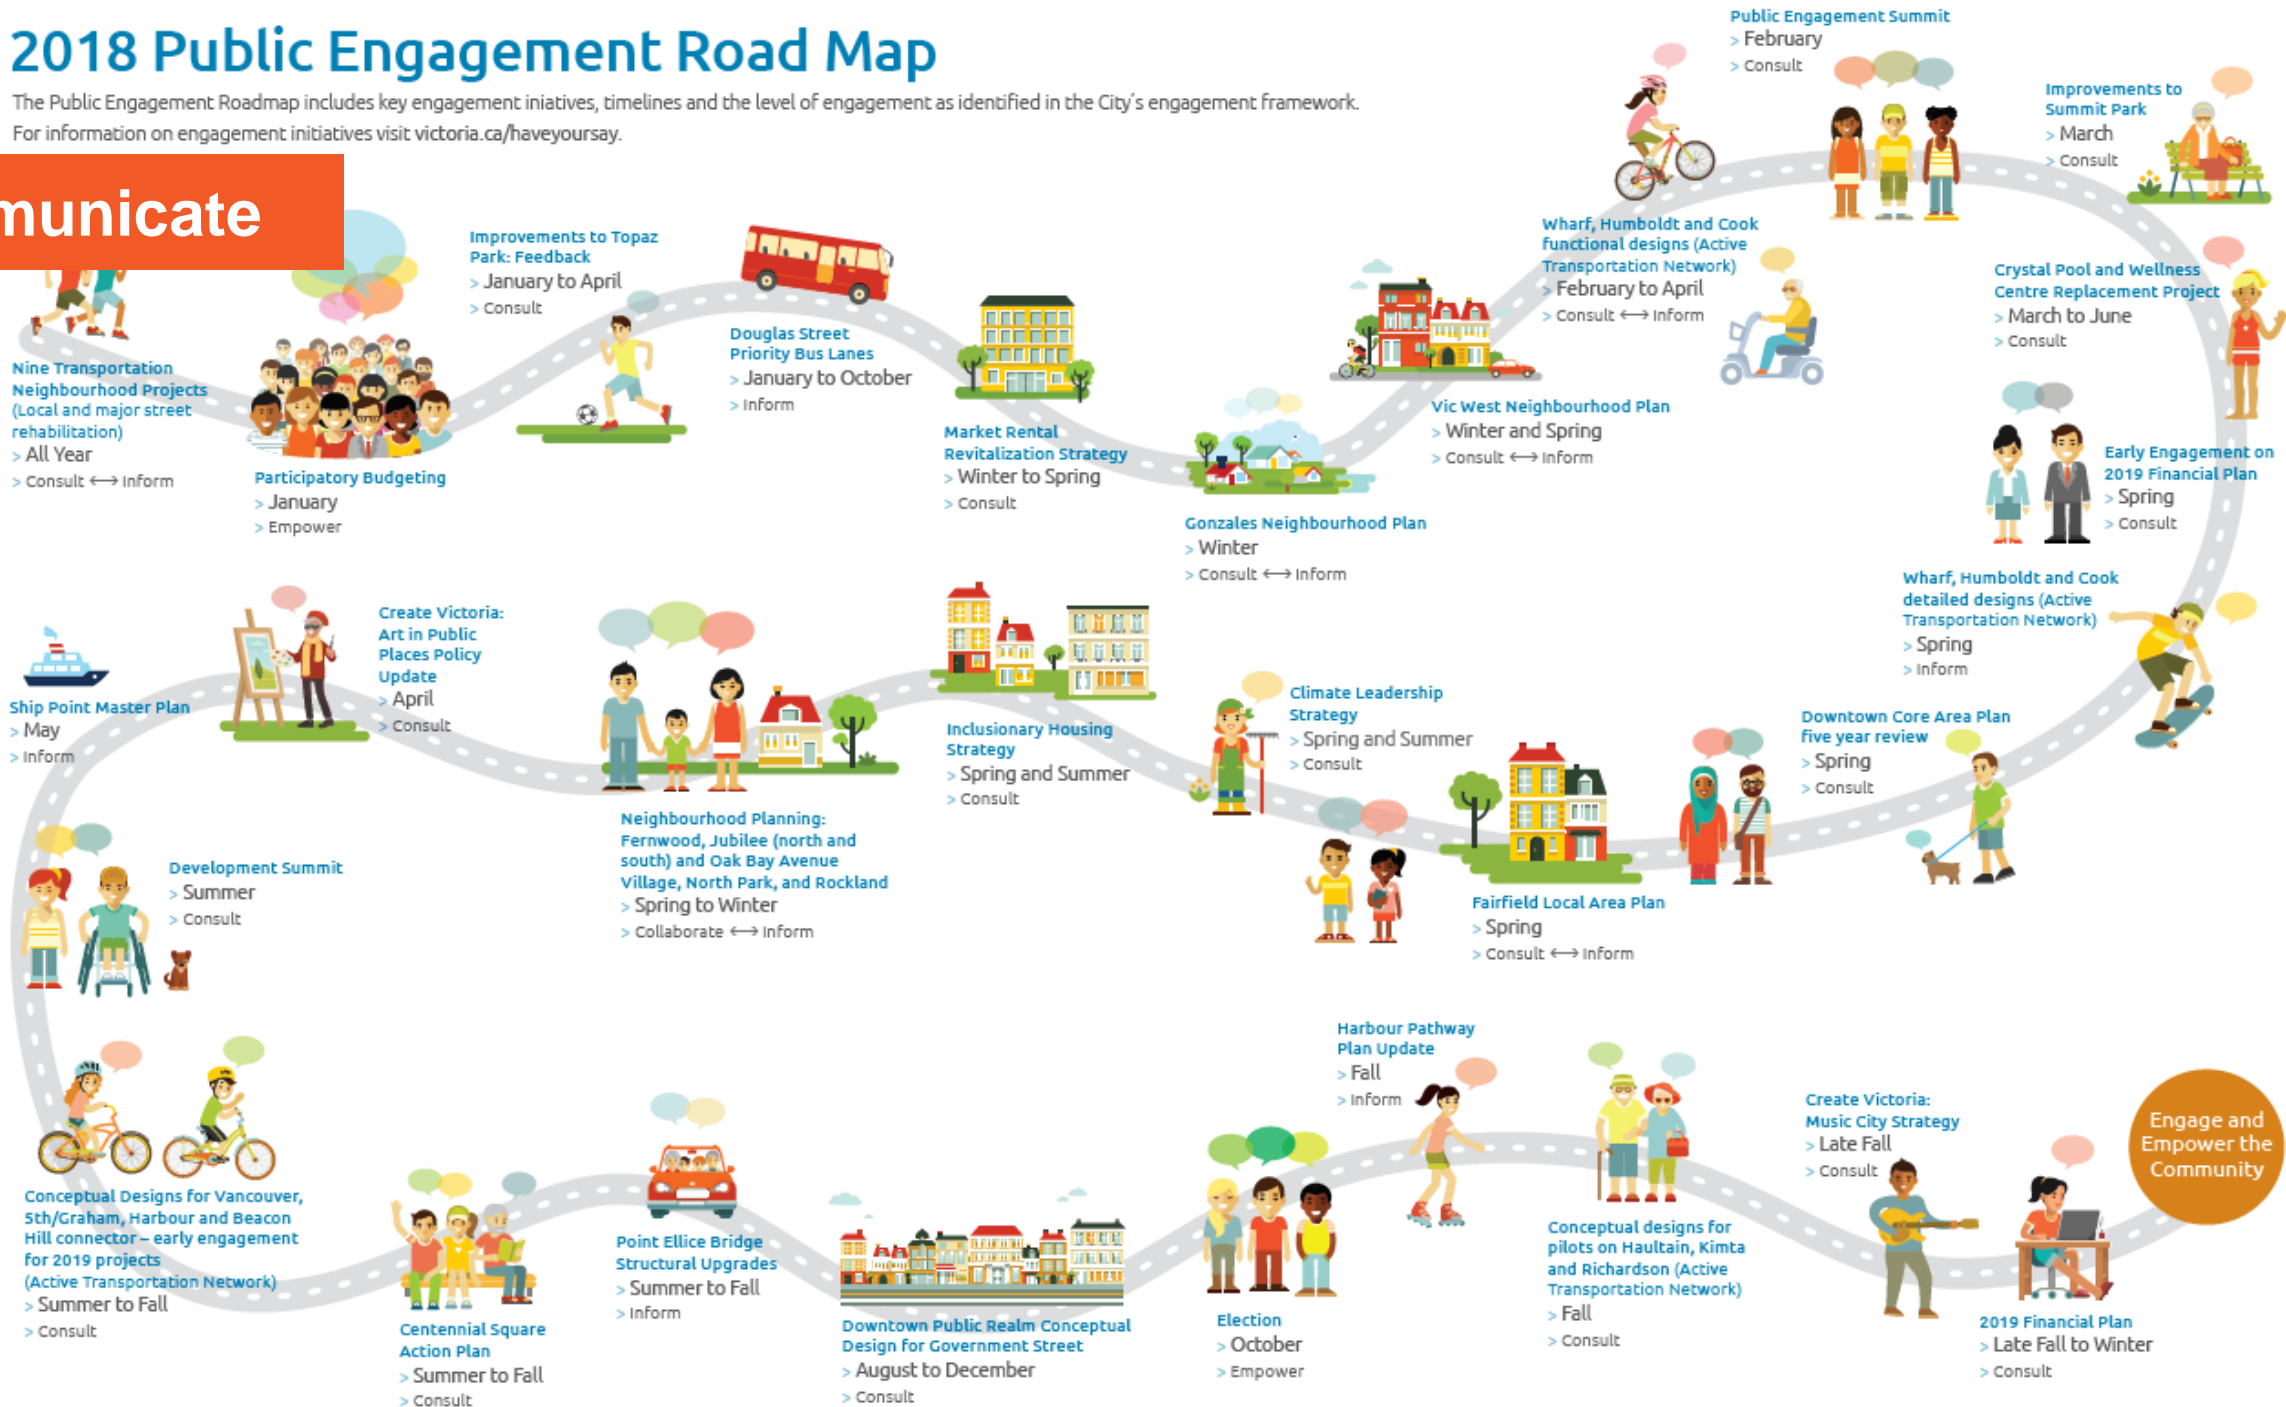 2018 Public Engagement Road Map
The Public Engagement Roadmap includes key engagement iniatives, timelines and the level of engagement as identified in the City's engagement framework.
For information on engagement initiatives visit victoria.ca/haveyoursay.
municate
Nine Transportation
Neighbourhood Projects
(Local and major street
rehabilitation)
> All Year
> Consult ⟷ Inform
Participatory Budgeting
> January
> Empower
Improvements to Topaz
Park: Feedback
> January to April
> Consult
Douglas Street
Priority Bus Lanes
> January to October
> Inform
Market Rental
Revitalization Strategy
> Winter to Spring
> Consult
Gonzales Neighbourhood Plan
> Winter
> Consult ⟷ Inform
Vic West Neighbourhood Plan
> Winter and Spring
> Consult ⟷ Inform
Wharf, Humboldt and Cook
functional designs (Active
Transportation Network)
> February to April
> Consult ⟷ Inform
Public Engagement Summit
> February
> Consult
Improvements to
Summit Park
> March
> Consult
Crystal Pool and Wellness
Centre Replacement Project
> March to June
> Consult
Early Engagement on
2019 Financial Plan
> Spring
> Consult
Wharf, Humboldt and Cook
detailed designs (Active
Transportation Network)
> Spring
> Inform
Downtown Core Area Plan
five year review
> Spring
> Consult
Fairfield Local Area Plan
> Spring
> Consult ⟷ Inform
Climate Leadership
Strategy
> Spring and Summer
> Consult
Inclusionary Housing
Strategy
> Spring and Summer
> Consult
Neighbourhood Planning:
Fernwood, Jubilee (north and
south) and Oak Bay Avenue
Village, North Park, and Rockland
> Spring to Winter
> Collaborate ⟷ Inform
Create Victoria:
Art in Public
Places Policy
Update
> April
> Consult
Ship Point Master Plan
> May
> Inform
Development Summit
> Summer
> Consult
Conceptual Designs for Vancouver,
5th/Graham, Harbour and Beacon
Hill connector – early engagement
for 2019 projects
(Active Transportation Network)
> Summer to Fall
> Consult
Centennial Square
Action Plan
> Summer to Fall
> Consult
Point Ellice Bridge
Structural Upgrades
> Summer to Fall
> Inform
Downtown Public Realm Conceptual
Design for Government Street
> August to December
> Consult
Election
> October
> Empower
Harbour Pathway
Plan Update
> Fall
> Inform
Conceptual designs for
pilots on Haultain, Kimta
and Richardson (Active
Transportation Network)
> Fall
> Consult
Create Victoria:
Music City Strategy
> Late Fall
> Consult
2019 Financial Plan
> Late Fall to Winter
> Consult
Engage and
Empower the
Community